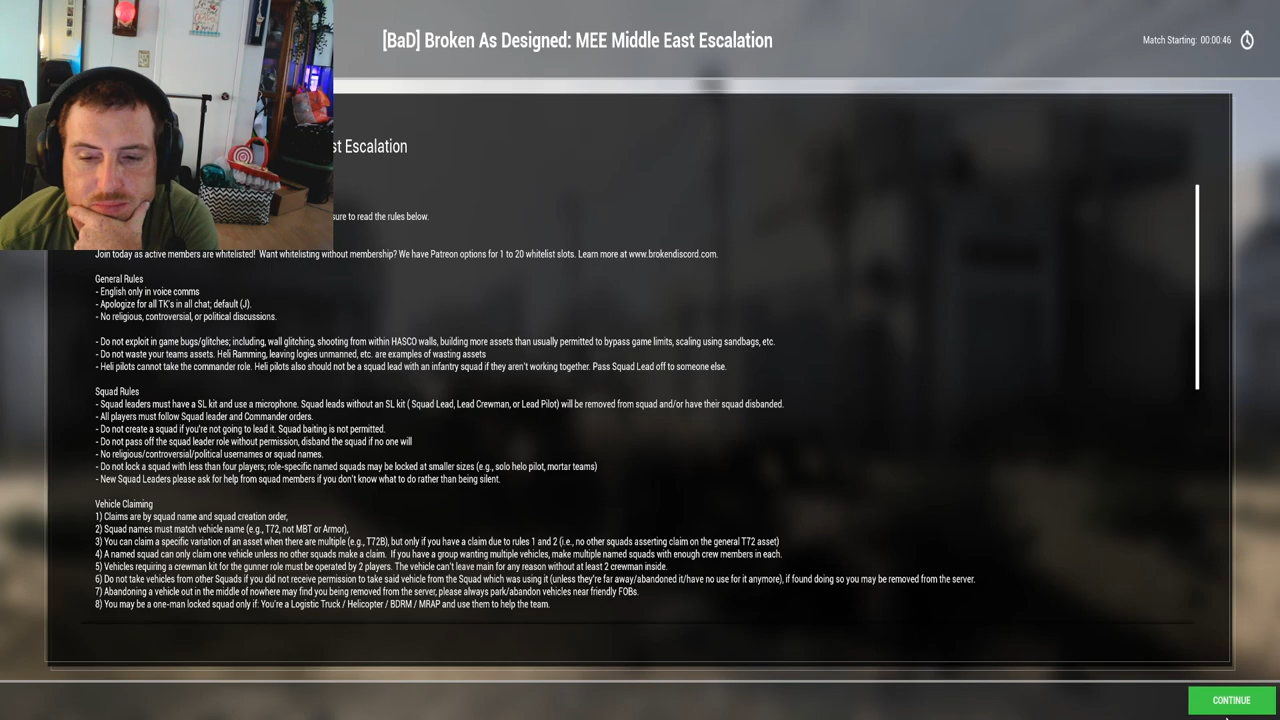 [BaD] Broken As Designed: MEE Middle East Escalation
Match Starting: 00:00:46
st Escalation
sure to read the rules below.
Join today as active members are whitelisted! Want whitelisting without membership? We have Patreon options for 1 to 20 whitelist slots. Learn more at www.brokendiscord.com.
General Rules
- English only in voice comms
- Apologize for all TK's in all chat; default (J).
- No religious, controversial, or political discussions.
- Do not exploit in game bugs/glitches; including, wall glitching, shooting from within HASCO walls, building more assets than usually permitted to bypass game limits, scaling using sandbags, etc.
- Do not waste your teams assets. Heli Ramming, leaving logies unmanned, etc. are examples of wasting assets
- Heli pilots cannot take the commander role. Heli pilots also should not be a squad lead with an infantry squad if they aren't working together. Pass Squad Lead off to someone else.
Squad Rules
- Squad leaders must have a SL kit and use a microphone. Squad leads without an SL kit ( Squad Lead, Lead Crewman, or Lead Pilot) will be removed from squad and/or have their squad disbanded.
- All players must follow Squad leader and Commander orders.
- Do not create a squad if you're not going to lead it. Squad baiting is not permitted.
- Do not pass off the squad leader role without permission, disband the squad if no one will
- No religious/controversial/political usernames or squad names.
- Do not lock a squad with less than four players; role-specific named squads may be locked at smaller sizes (e.g., solo helo pilot, mortar teams)
- New Squad Leaders please ask for help from squad members if you don't know what to do rather than being silent.
Vehicle Claiming
1) Claims are by squad name and squad creation order,
2) Squad names must match vehicle name (e.g., T72, not MBT or Armor),
3) You can claim a specific variation of an asset when there are multiple (e.g., T72B), but only if you have a claim due to rules 1 and 2 (i.e., no other squads asserting claim on the general T72 asset)
4) A named squad can only claim one vehicle unless no other squads make a claim. If you have a group wanting multiple vehicles, make multiple named squads with enough crew members in each.
5) Vehicles requiring a crewman kit for the gunner role must be operated by 2 players. The vehicle can't leave main for any reason without at least 2 crewman inside.
6) Do not take vehicles from other Squads if you did not receive permission to take said vehicle from the Squad which was using it (unless they're far away/abandoned it/have no use for it anymore), if found doing so you may be removed from the server.
7) Abandoning a vehicle out in the middle of nowhere may find you being removed from the server, please always park/abandon vehicles near friendly FOBs.
8) You may be a one-man locked squad only if: You're a Logistic Truck / Helicopter / BDRM / MRAP and use them to help the team.
CONTINUE